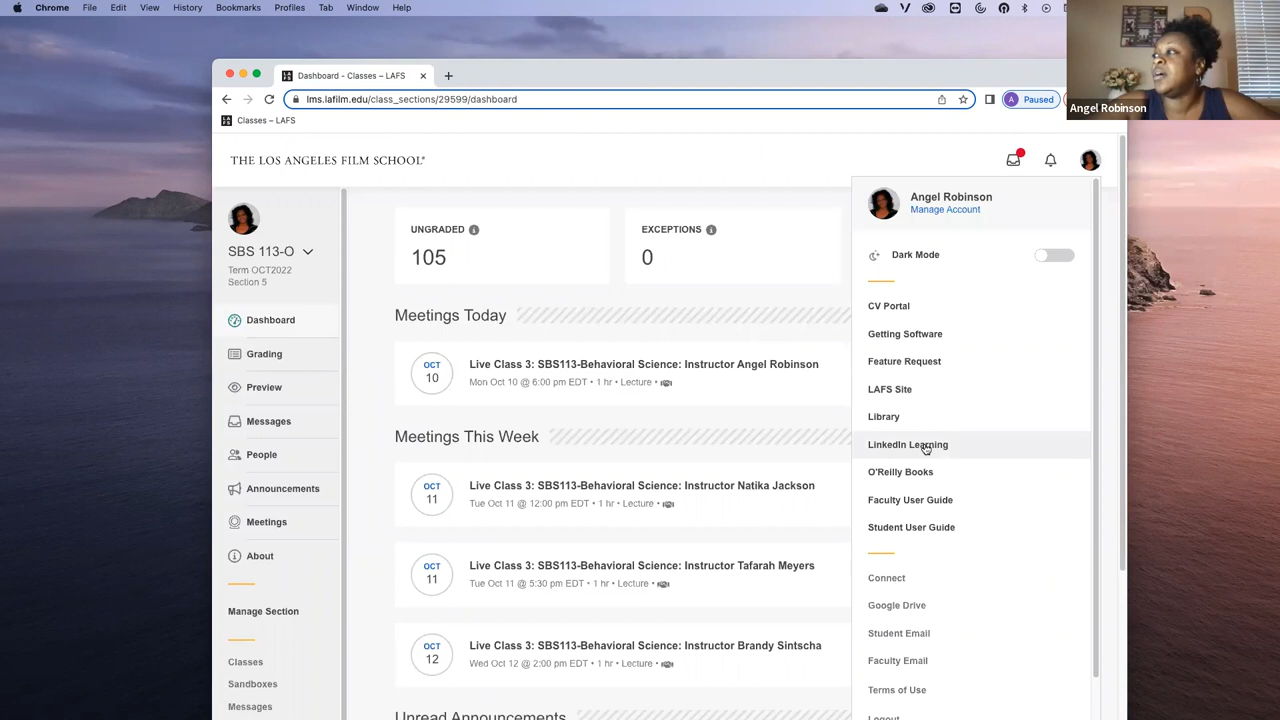 Chrome File Edit View History Bookmarks Profiles Tab Window Help
Angel Robinson
Dashboard - Classes – LAFS
lms.lafilm.edu/class_sections/29599/dashboard
A Paused
Classes – LAFS
THE LOS ANGELES FILM SCHOOL®
SBS 113-O
Term OCT2022
Section 5
Dashboard
Grading
Preview
Messages
People
Announcements
Meetings
About
Manage Section
Classes
Sandboxes
Messages
UNGRADED
105
EXCEPTIONS
0
Meetings Today
OCT
10
Live Class 3: SBS113-Behavioral Science: Instructor Angel Robinson
Mon Oct 10 @ 6:00 pm EDT • 1 hr • Lecture •
Meetings This Week
OCT
11
Live Class 3: SBS113-Behavioral Science: Instructor Natika Jackson
Tue Oct 11 @ 12:00 pm EDT • 1 hr • Lecture •
OCT
11
Live Class 3: SBS113-Behavioral Science: Instructor Tafarah Meyers
Tue Oct 11 @ 5:30 pm EDT • 1 hr • Lecture •
OCT
12
Live Class 3: SBS113-Behavioral Science: Instructor Brandy Sintscha
Wed Oct 12 @ 2:00 pm EDT • 1 hr • Lecture •
Unread Announcements
Angel Robinson
Manage Account
Dark Mode
CV Portal
Getting Software
Feature Request
LAFS Site
Library
LinkedIn Learning
O'Reilly Books
Faculty User Guide
Student User Guide
Connect
Google Drive
Student Email
Faculty Email
Terms of Use
Logout